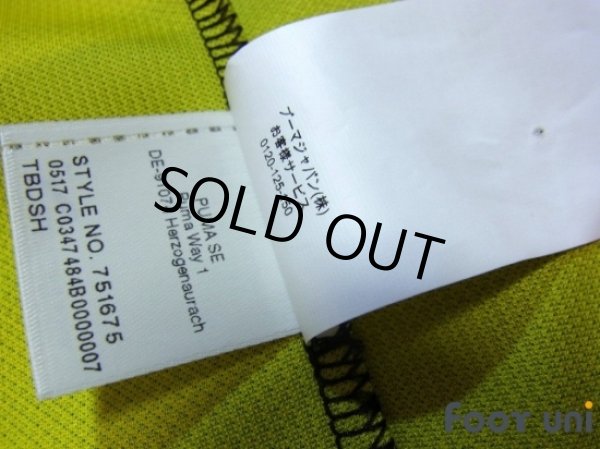 STYLE NO. 751675
0517 C0347484B0000007
TBDSH
PUMA SE
Puma Way 1
Herzogenaurach
プーマジャパン(株)
お客様サービス
SOLD OUT
FOOT uni